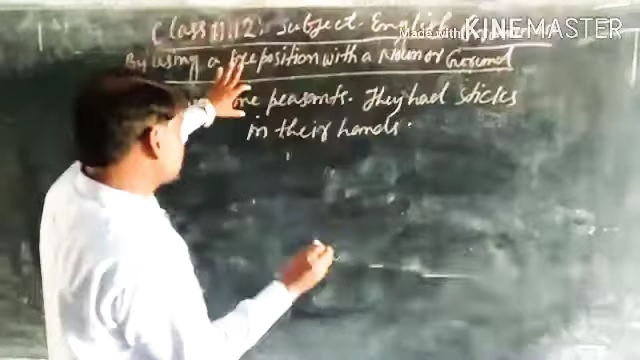 Class 11.12: Subject-English
Made with KINEMASTER
By using a preposition with a Noun or Gerund
peasants. They had sticks
in their hands.